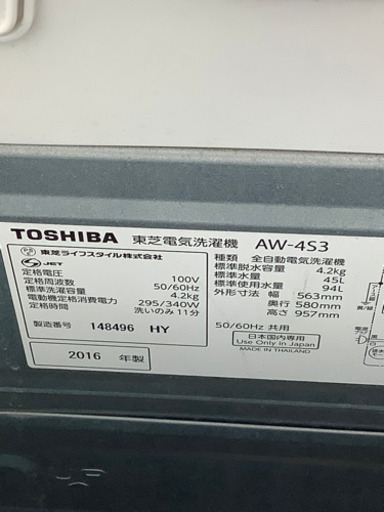 TOSHIBA 東芝電気洗濯機 AW-4S3
東芝ライフスタイル株式会社
JET
定格電圧 100V
定格周波数 50/60Hz
標準洗濯容量 4.2kg
電動機定格消費電力 295/340W
定格時間 洗いのみ 11分
製造番号 148496 HY
2016 年製
種類 全自動電気洗濯機
標準脱水容量 4.2kg
標準水量 45L
標準使用水量 94L
外形寸法 幅 563mm
奥行 580mm
高さ 957mm
50/60Hz 共用
日本国内専用
Use Only in Japan
MADE IN THAILAND